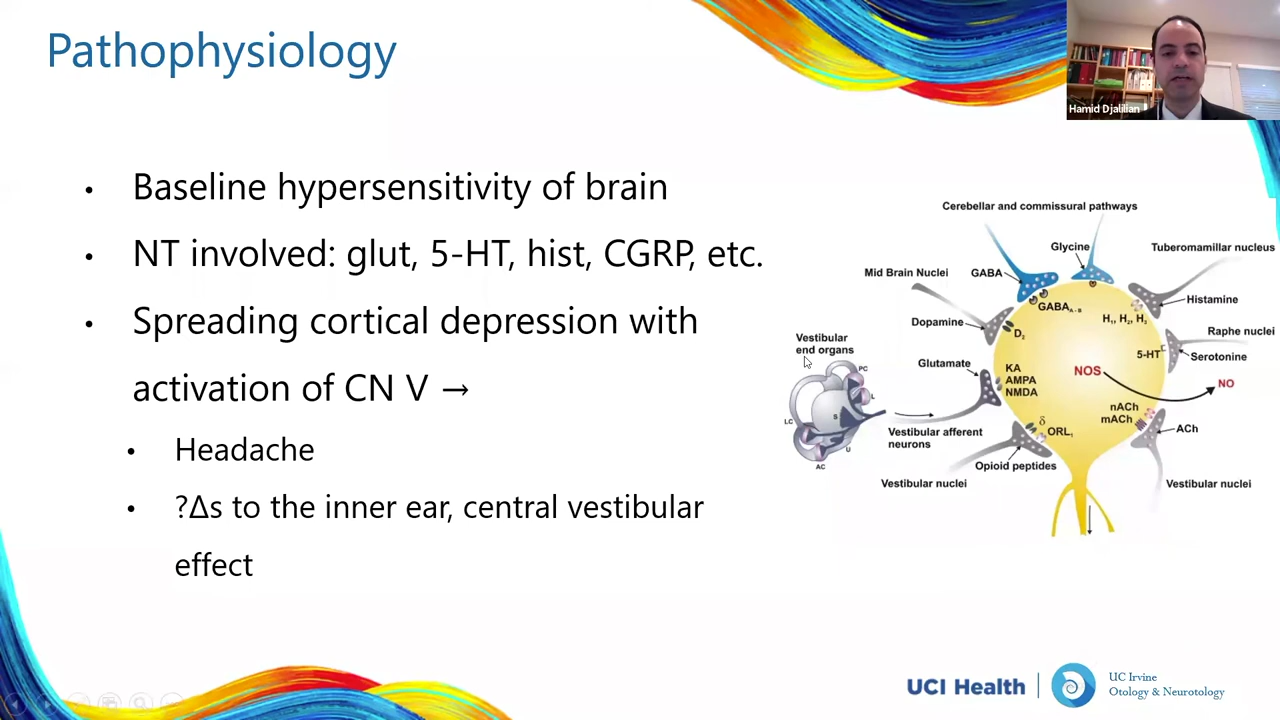 Pathophysiology
Hamid Djalilian
• Baseline hypersensitivity of brain
• NT involved: glut, 5-HT, hist, CGRP, etc.
• Spreading cortical depression with
activation of CN V →
• Headache
• ?Δs to the inner ear, central vestibular
effect
Cerebellar and commissural pathways
Glycine
Tuberomamillar nucleus
Mid Brain Nuclei
GABA
GABA A-B
Histamine
H1, H2, H3
Dopamine
D2
Raphe nuclei
5-HT
Serotonine
Vestibular
end organs
Glutamate
KA
AMPA
NMDA
NOS
NO
PC
L
LC
S
U
AC
Vestibular afferent
neurons
nACh
mACh
ACh
δ
ORL1
Opioid peptides
Vestibular nuclei
Vestibular nuclei
UCI Health
UC Irvine
Otology & Neurotology